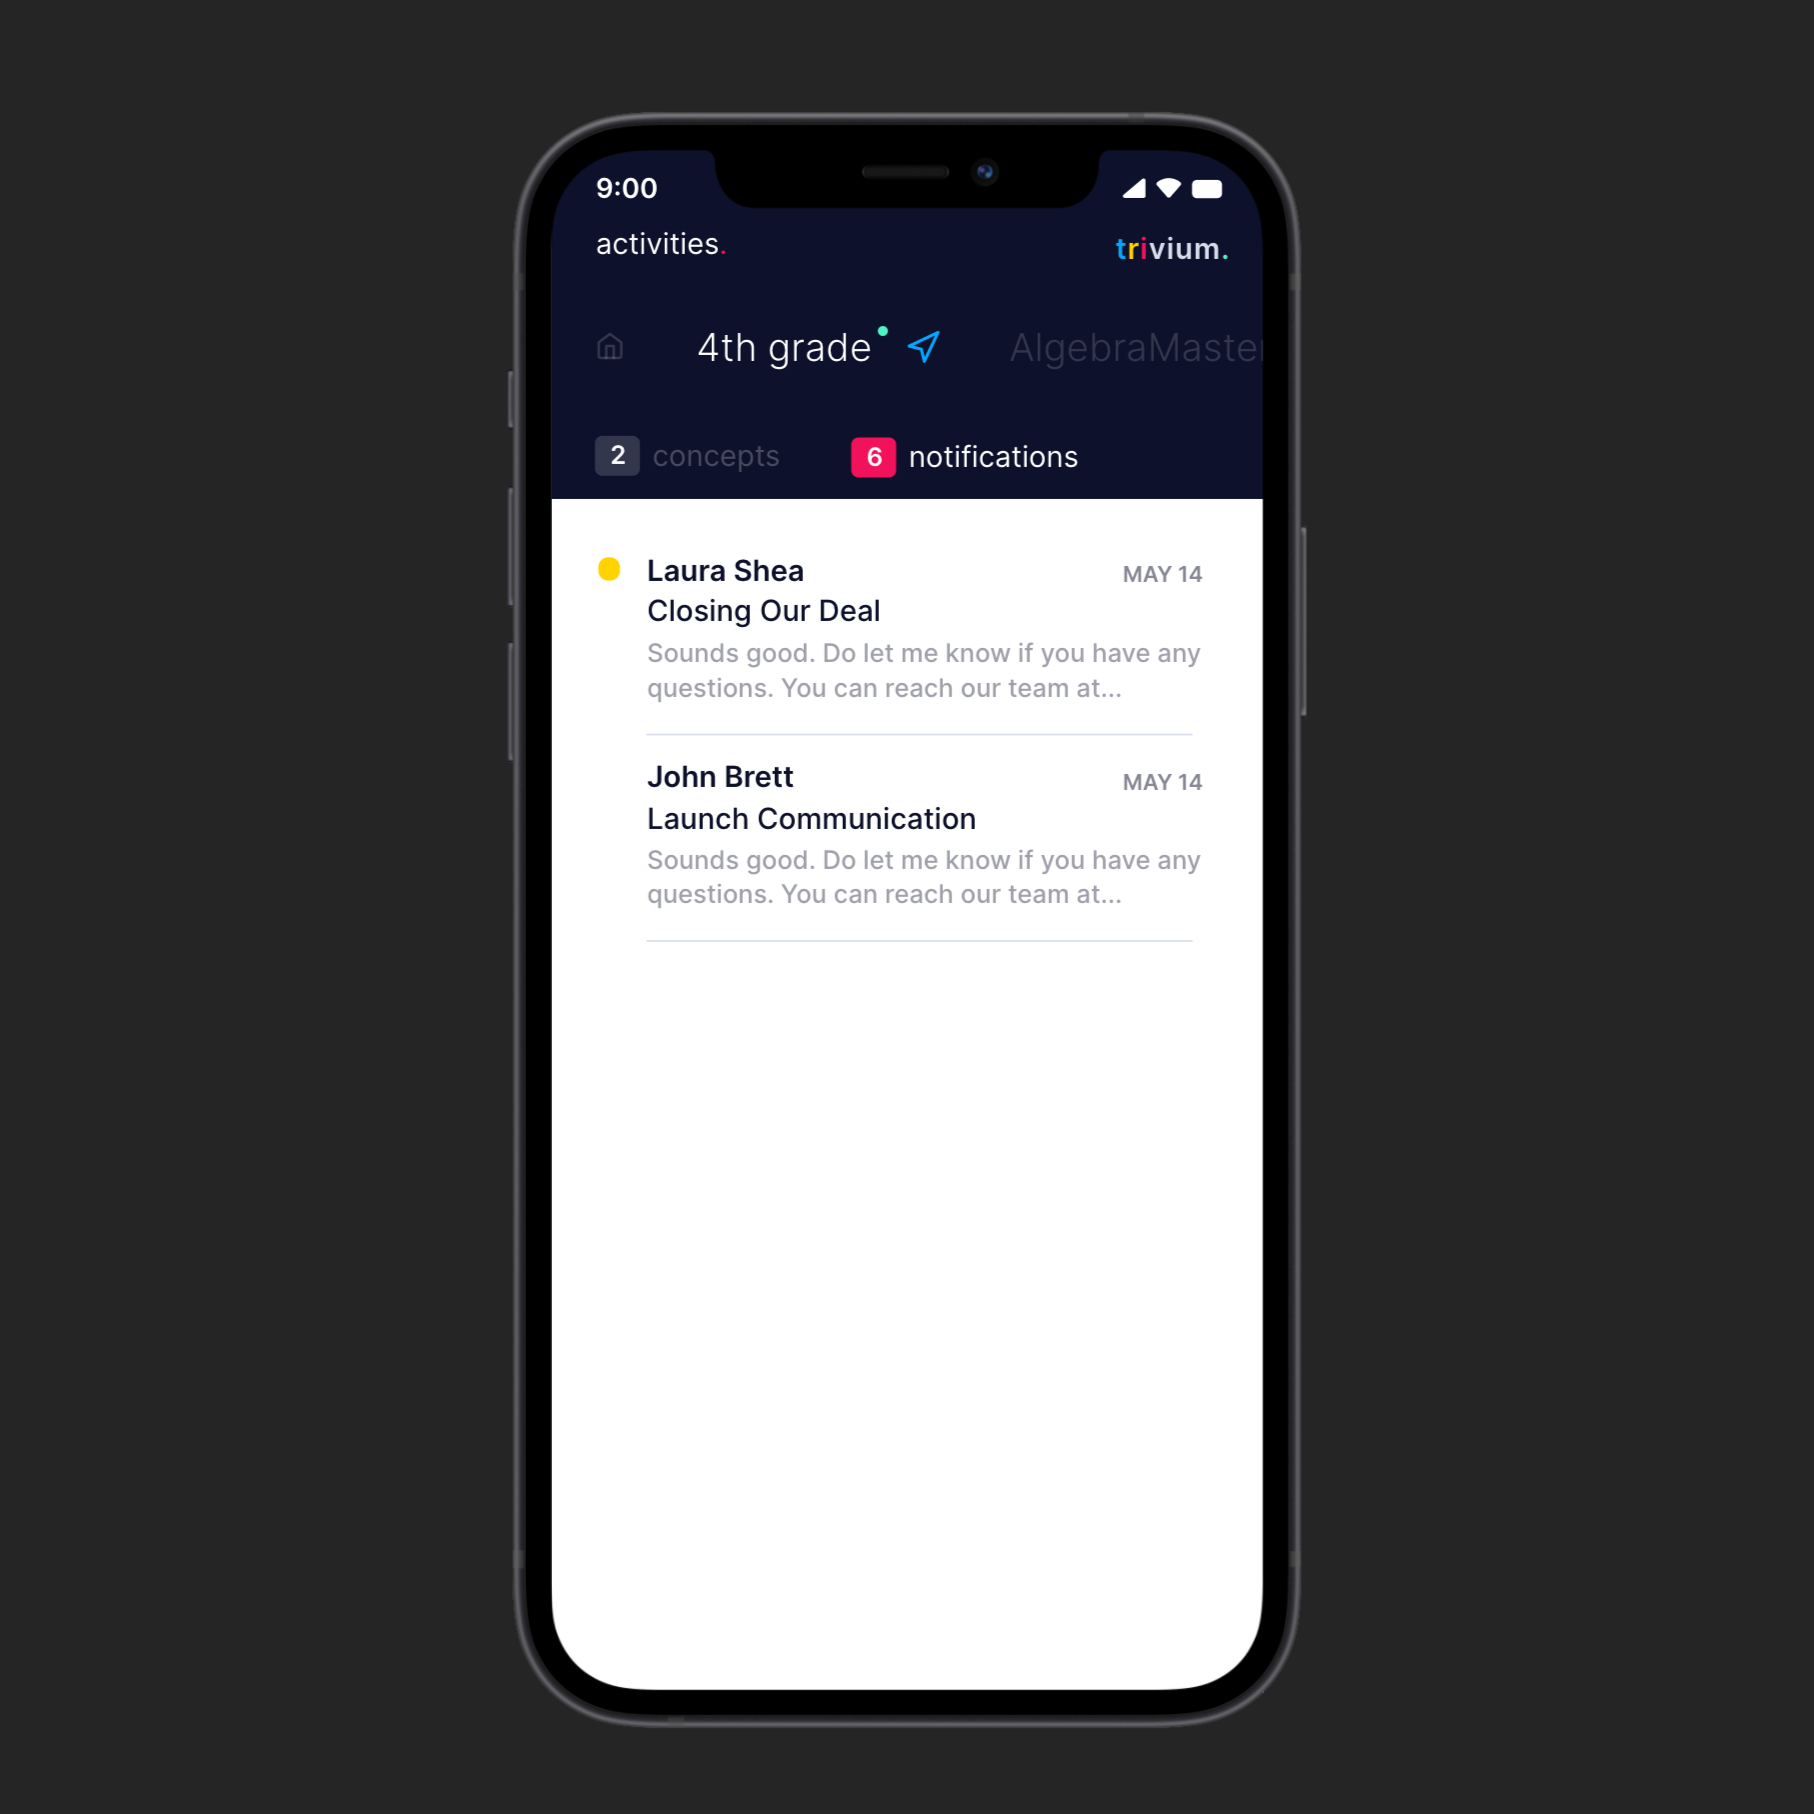 9:00
activities.
trivium.
4th grade
AlgebraMaster
2 concepts
6 notifications
Laura Shea
MAY 14
Closing Our Deal
Sounds good. Do let me know if you have any
questions. You can reach our team at...
John Brett
MAY 14
Launch Communication
Sounds good. Do let me know if you have any
questions. You can reach our team at...